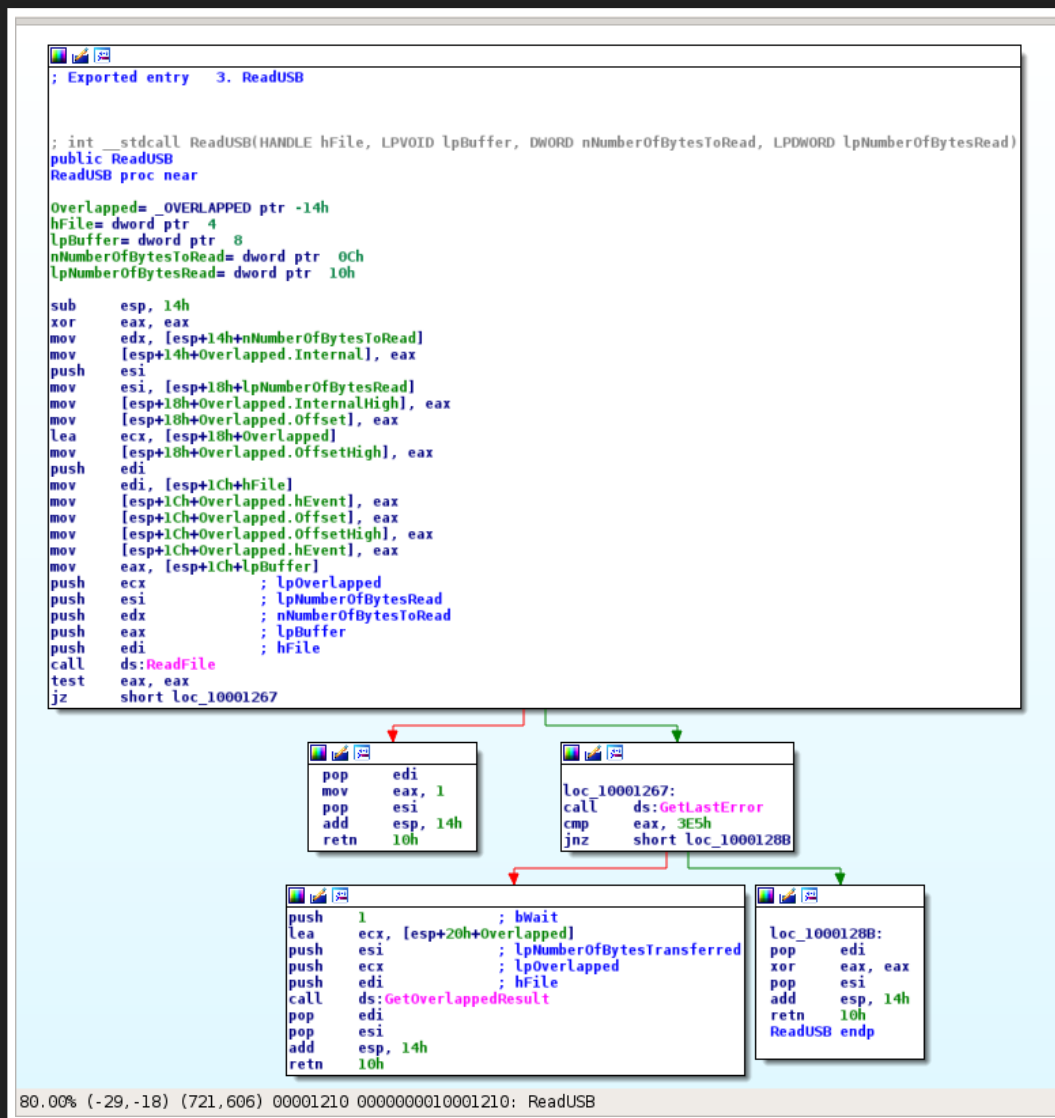 ; Exported entry   3. ReadUSB
; int __stdcall ReadUSB(HANDLE hFile, LPVOID lpBuffer, DWORD nNumberOfBytesToRead, LPDWORD lpNumberOfBytesRead)
public ReadUSB
ReadUSB proc near
Overlapped= _OVERLAPPED ptr -14h
hFile= dword ptr  4
lpBuffer= dword ptr  8
nNumberOfBytesToRead= dword ptr  0Ch
lpNumberOfBytesRead= dword ptr  10h
sub     esp, 14h
xor     eax, eax
mov     edx, [esp+14h+nNumberOfBytesToRead]
mov     [esp+14h+Overlapped.Internal], eax
push    esi
mov     esi, [esp+18h+lpNumberOfBytesRead]
mov     [esp+18h+Overlapped.InternalHigh], eax
mov     [esp+18h+Overlapped.Offset], eax
lea     ecx, [esp+18h+Overlapped]
mov     [esp+18h+Overlapped.OffsetHigh], eax
push    edi
mov     edi, [esp+1Ch+hFile]
mov     [esp+1Ch+Overlapped.hEvent], eax
mov     [esp+1Ch+Overlapped.Offset], eax
mov     [esp+1Ch+Overlapped.OffsetHigh], eax
mov     [esp+1Ch+Overlapped.hEvent], eax
mov     eax, [esp+1Ch+lpBuffer]
push    ecx             ; lpOverlapped
push    esi             ; lpNumberOfBytesRead
push    edx             ; nNumberOfBytesToRead
push    eax             ; lpBuffer
push    edi             ; hFile
call    ds:ReadFile
test    eax, eax
jz      short loc_10001267
pop     edi
mov     eax, 1
pop     esi
add     esp, 14h
retn    10h
loc_10001267:
call    ds:GetLastError
cmp     eax, 3E5h
jnz     short loc_1000128B
push    1               ; bWait
lea     ecx, [esp+20h+Overlapped]
push    esi             ; lpNumberOfBytesTransferred
push    ecx             ; lpOverlapped
push    edi             ; hFile
call    ds:GetOverlappedResult
pop     edi
pop     esi
add     esp, 14h
retn    10h
loc_1000128B:
pop     edi
xor     eax, eax
pop     esi
add     esp, 14h
retn    10h
ReadUSB endp
80.00% (-29,-18) (721,606) 00001210 0000000010001210: ReadUSB